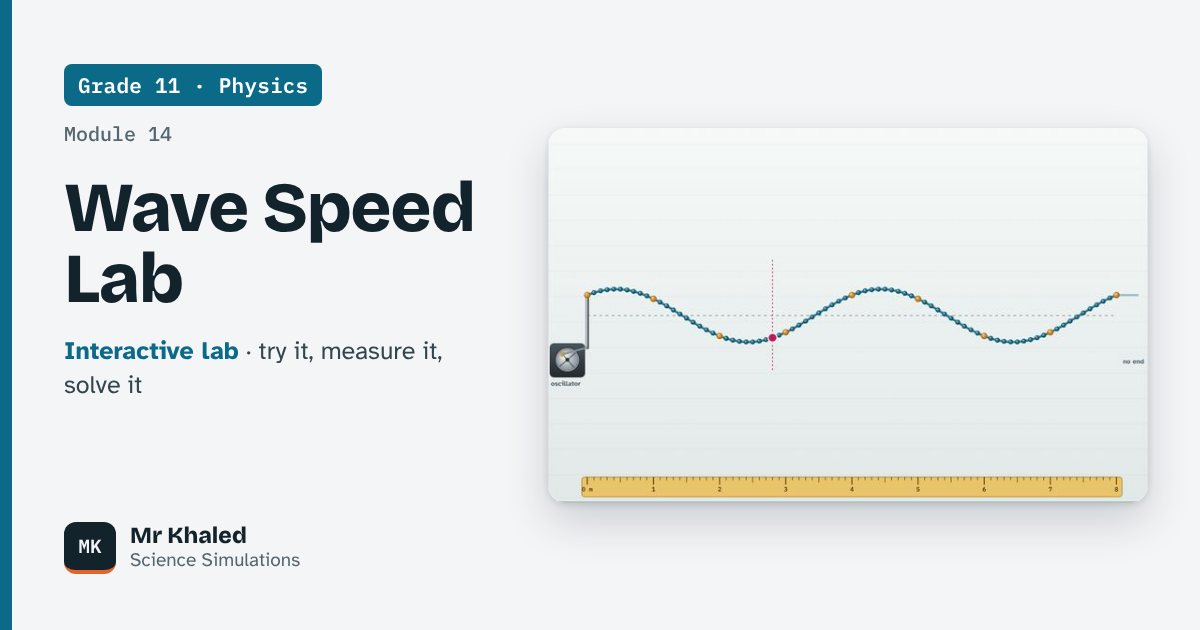 Grade 11 · Physics
Module 14
Wave Speed
Lab
Interactive lab · try it, measure it,
solve it
oscillator
no end
0 m 1 2 3 4 5 6 7 8
MK
Mr Khaled
Science Simulations